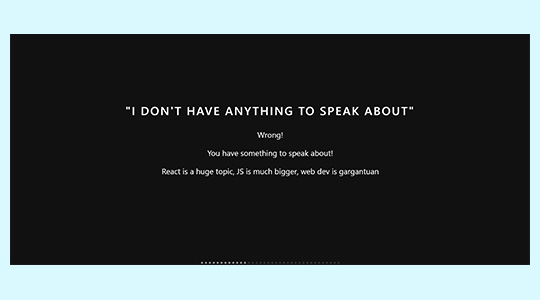 "I DON'T HAVE ANYTHING TO SPEAK ABOUT"
Wrong!
You have something to speak about!
React is a huge topic, JS is much bigger, web dev is gargantuan